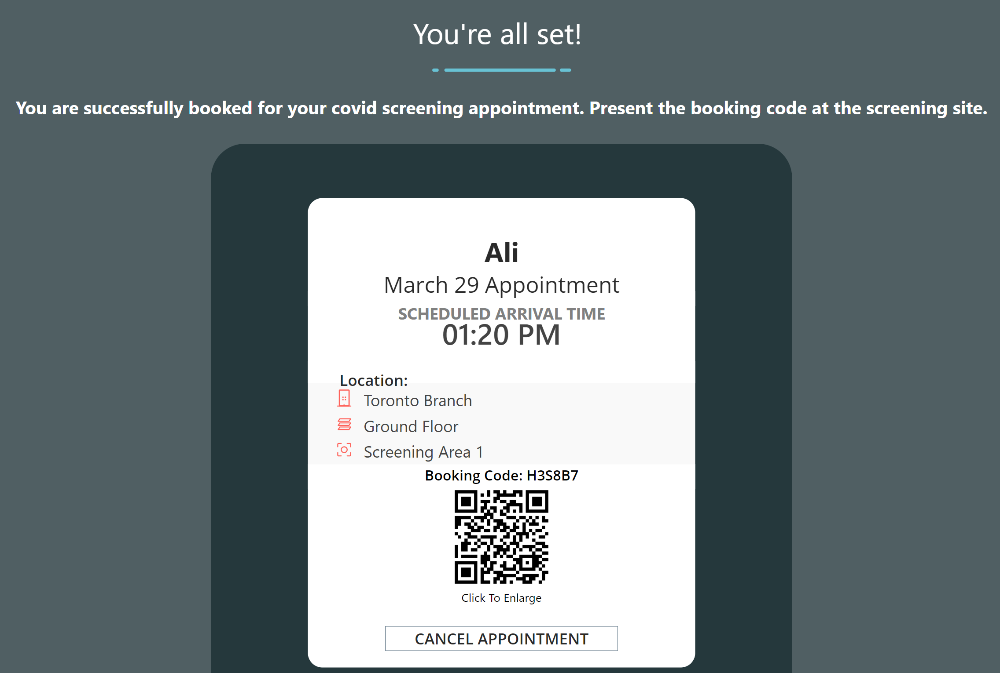 You're all set!
You are successfully booked for your covid screening appointment. Present the booking code at the screening site.
Ali
March 29 Appointment
SCHEDULED ARRIVAL TIME
01:20 PM
Location:
Toronto Branch
Ground Floor
Screening Area 1
Booking Code: H3S8B7
Click To Enlarge
CANCEL APPOINTMENT